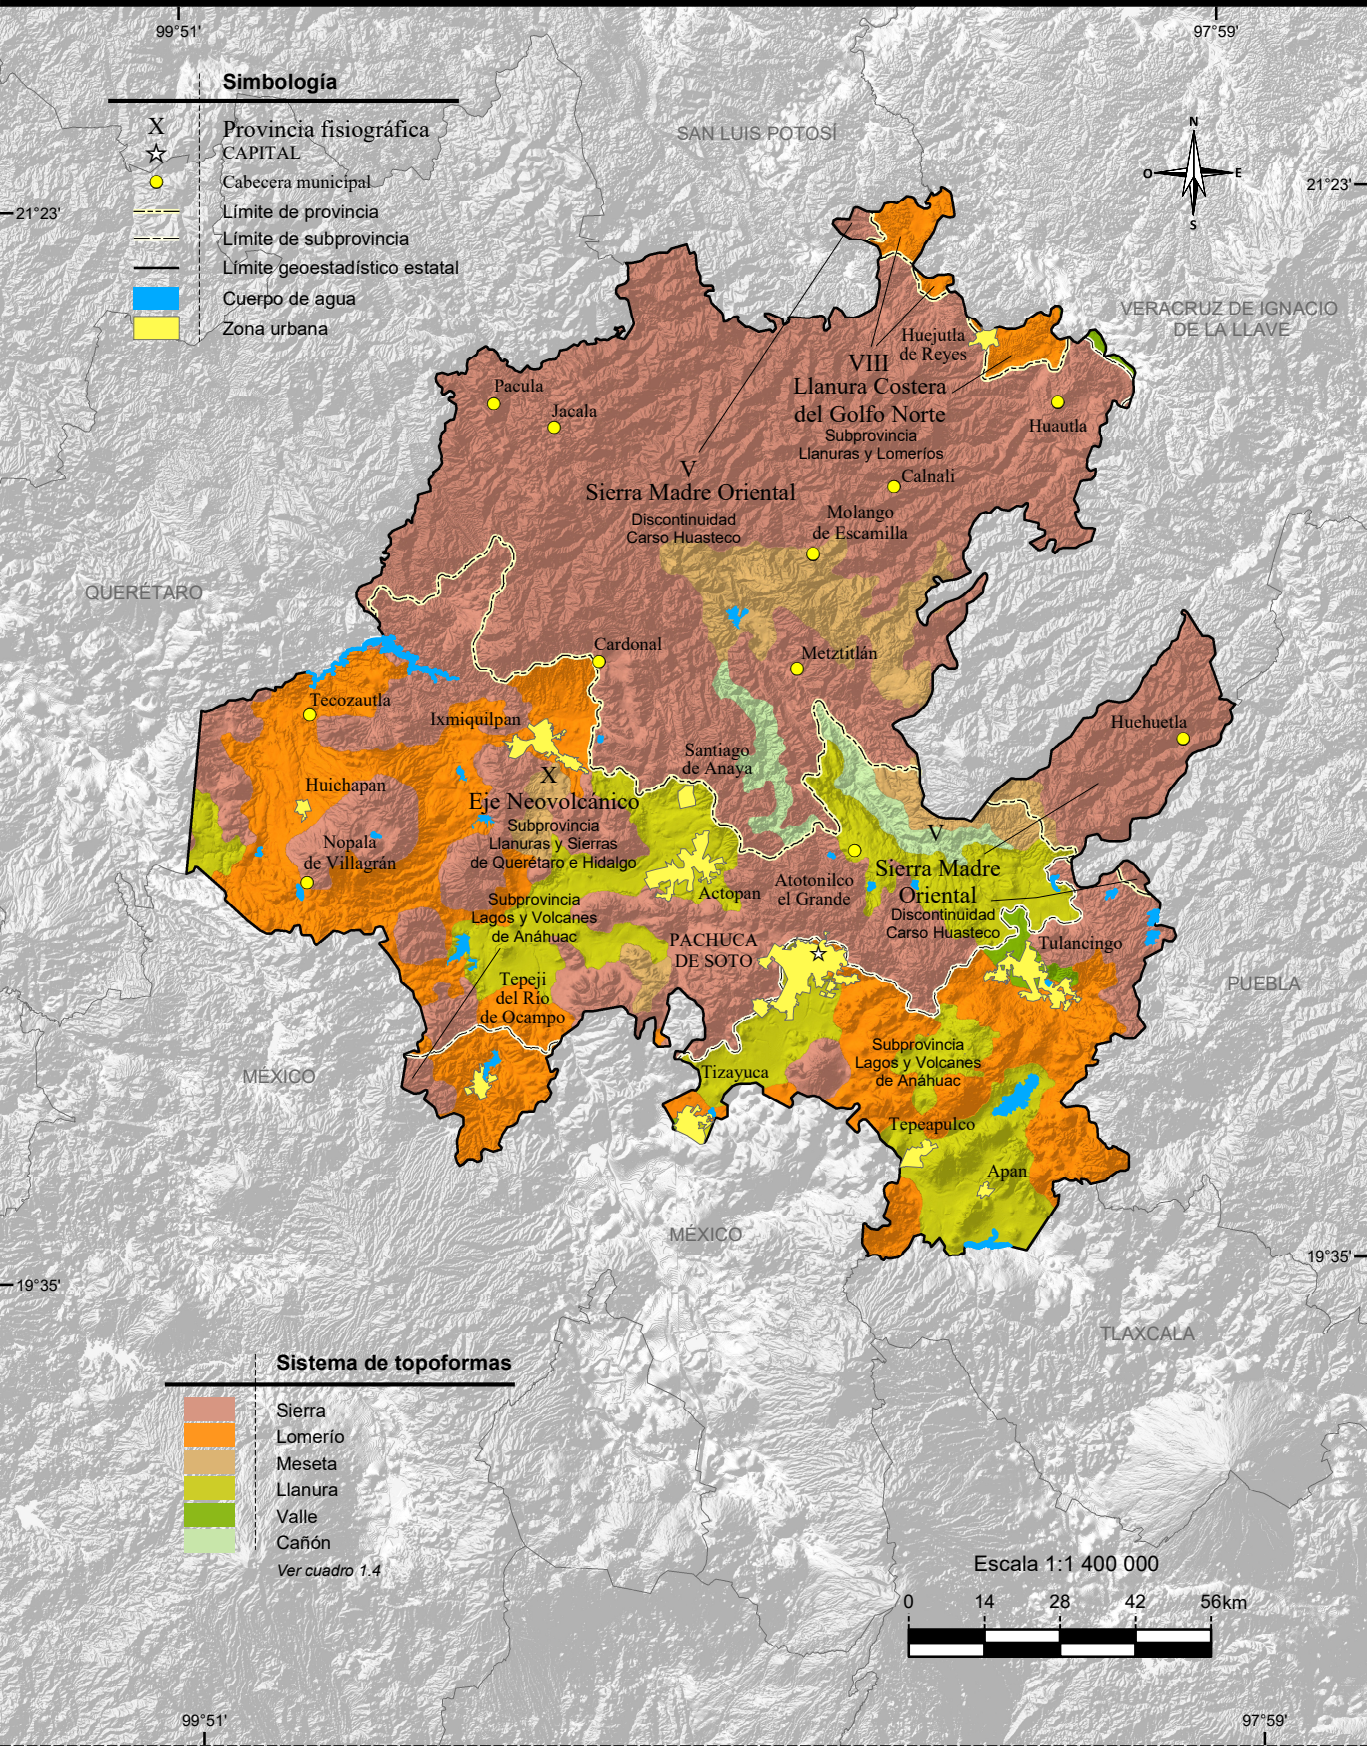 99°51'
97°59'
Simbología
X
Provincia fisiográfica
CAPITAL
Cabecera municipal
Límite de provincia
Límite de subprovincia
Límite geoestadístico estatal
Cuerpo de agua
Zona urbana
SAN LUIS POTOSÍ
N
O
E
S
21°23'
21°23'
VERACRUZ DE IGNACIO
DE LA LLAVE
Huejutla
de Reyes
VIII
Llanura Costera
del Golfo Norte
Subprovincia
Llanuras y Lomeríos
Pacula
Jacala
Huautla
V
Sierra Madre Oriental
Discontinuidad
Carso Huasteco
Calnali
Molango
de Escamilla
QUERÉTARO
Cardonal
Metztitlán
Tecozautla
Ixmiquilpan
Huehuetla
Santiago
de Anaya
Huichapan
X
Eje Neovolcánico
Subprovincia
Llanuras y Sierras
de Querétaro e Hidalgo
Nopala
de Villagrán
V
Sierra Madre
Oriental
Discontinuidad
Carso Huasteco
Actopan
Atotonilco
el Grande
Subprovincia
Lagos y Volcanes
de Anáhuac
PACHUCA
DE SOTO
Tulancingo
Tepeji
del Río
de Ocampo
PUEBLA
MÉXICO
Tizayuca
Subprovincia
Lagos y Volcanes
de Anáhuac
Tepeapulco
Apan
MÉXICO
19°35'
19°35'
TLAXCALA
Sistema de topoformas
Sierra
Lomerío
Meseta
Llanura
Valle
Cañón
Ver cuadro 1.4
Escala 1:1 400 000
0 14 28 42 56km
99°51'
97°59'